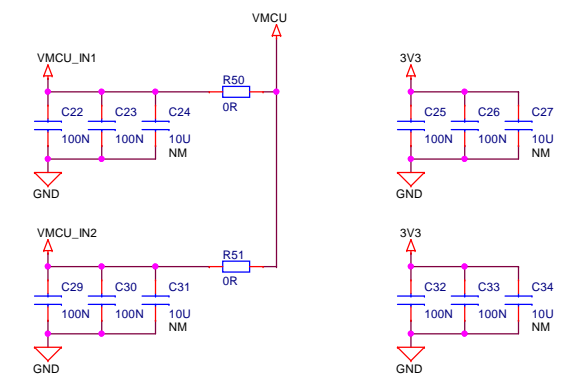 VMCU
VMCU_IN1
R50
0R
C22
100N
C23
100N
C24
10U
NM
GND
3V3
C25
100N
C26
100N
C27
10U
NM
GND
VMCU_IN2
R51
0R
C29
100N
C30
100N
C31
10U
NM
GND
3V3
C32
100N
C33
100N
C34
10U
NM
GND